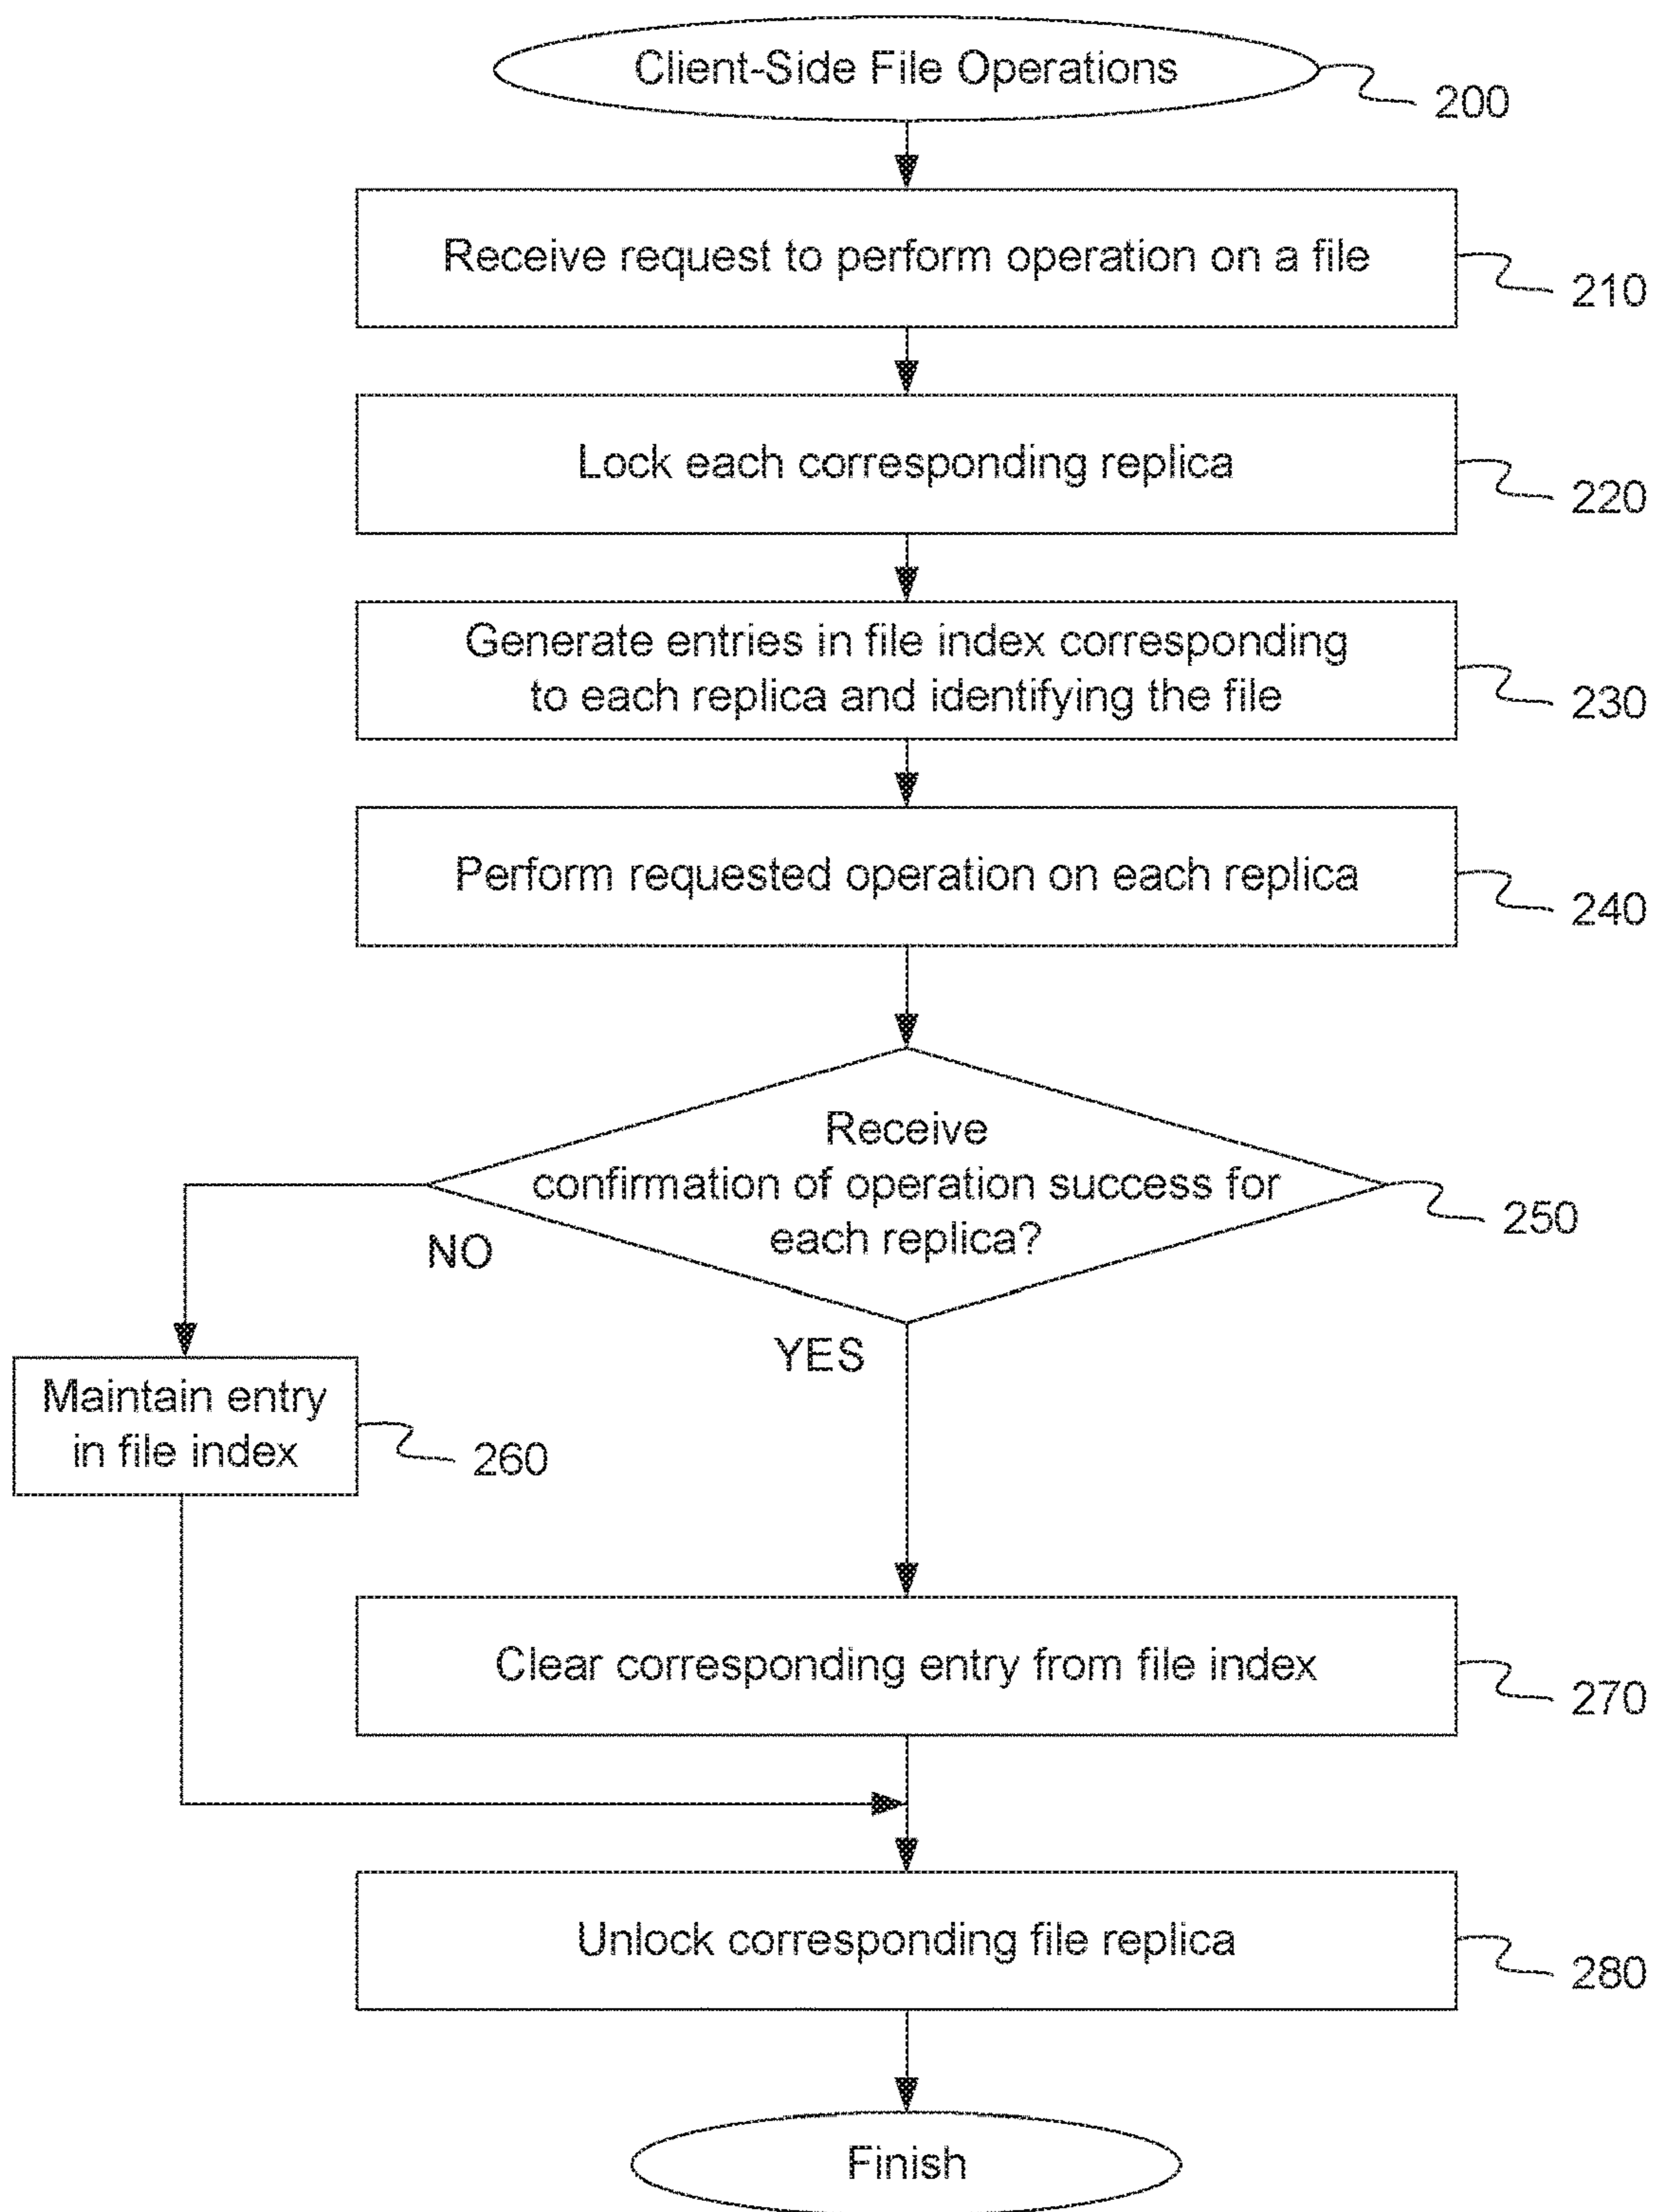 Client-Side File Operations
200
Receive request to perform operation on a file
210
Lock each corresponding replica
220
Generate entries in file index corresponding
to each replica and identifying the file
230
Perform requested operation on each replica
240
Receive
confirmation of operation success for
each replica?
250
NO
YES
Maintain entry
in file index
260
Clear corresponding entry from file index
270
Unlock corresponding file replica
280
Finish